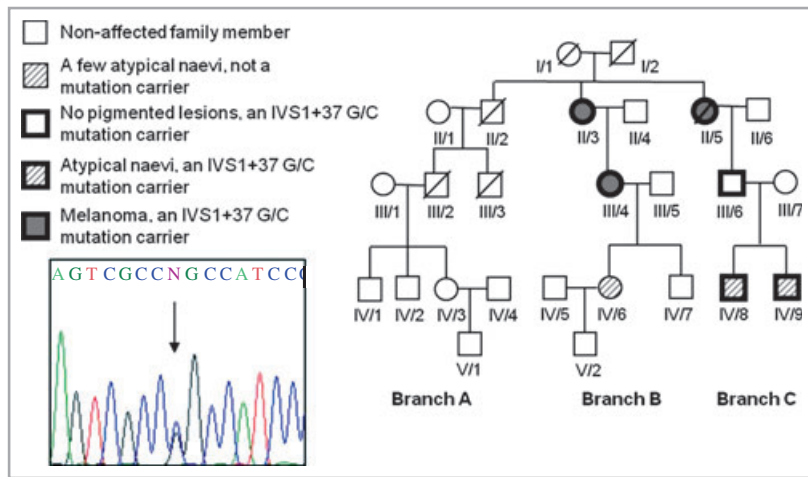 Non-affected family member
A few atypical naevi, not a
mutation carrier
No pigmented lesions, an IVS1+37 G/C
mutation carrier
Atypical naevi, an IVS1+37 G/C
mutation carrier
Melanoma, an IVS1+37 G/C
mutation carrier
AGTCGCCNGCCATCCC
I/1
I/2
II/1
II/2
II/3
II/4
II/5
II/6
III/1
III/2
III/3
III/4
III/5
III/6
III/7
IV/1
IV/2
IV/3
IV/4
IV/5
IV/6
IV/7
IV/8
IV/9
V/1
V/2
Branch A
Branch B
Branch C